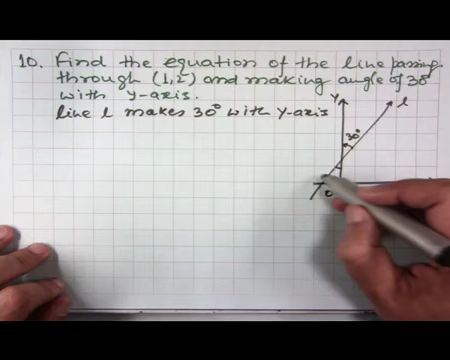 10. Find the equation of the line passing
through (1,2) and making angle of 30°
with y-axis.
line l makes 30° with y-axis
y
l
30°
0